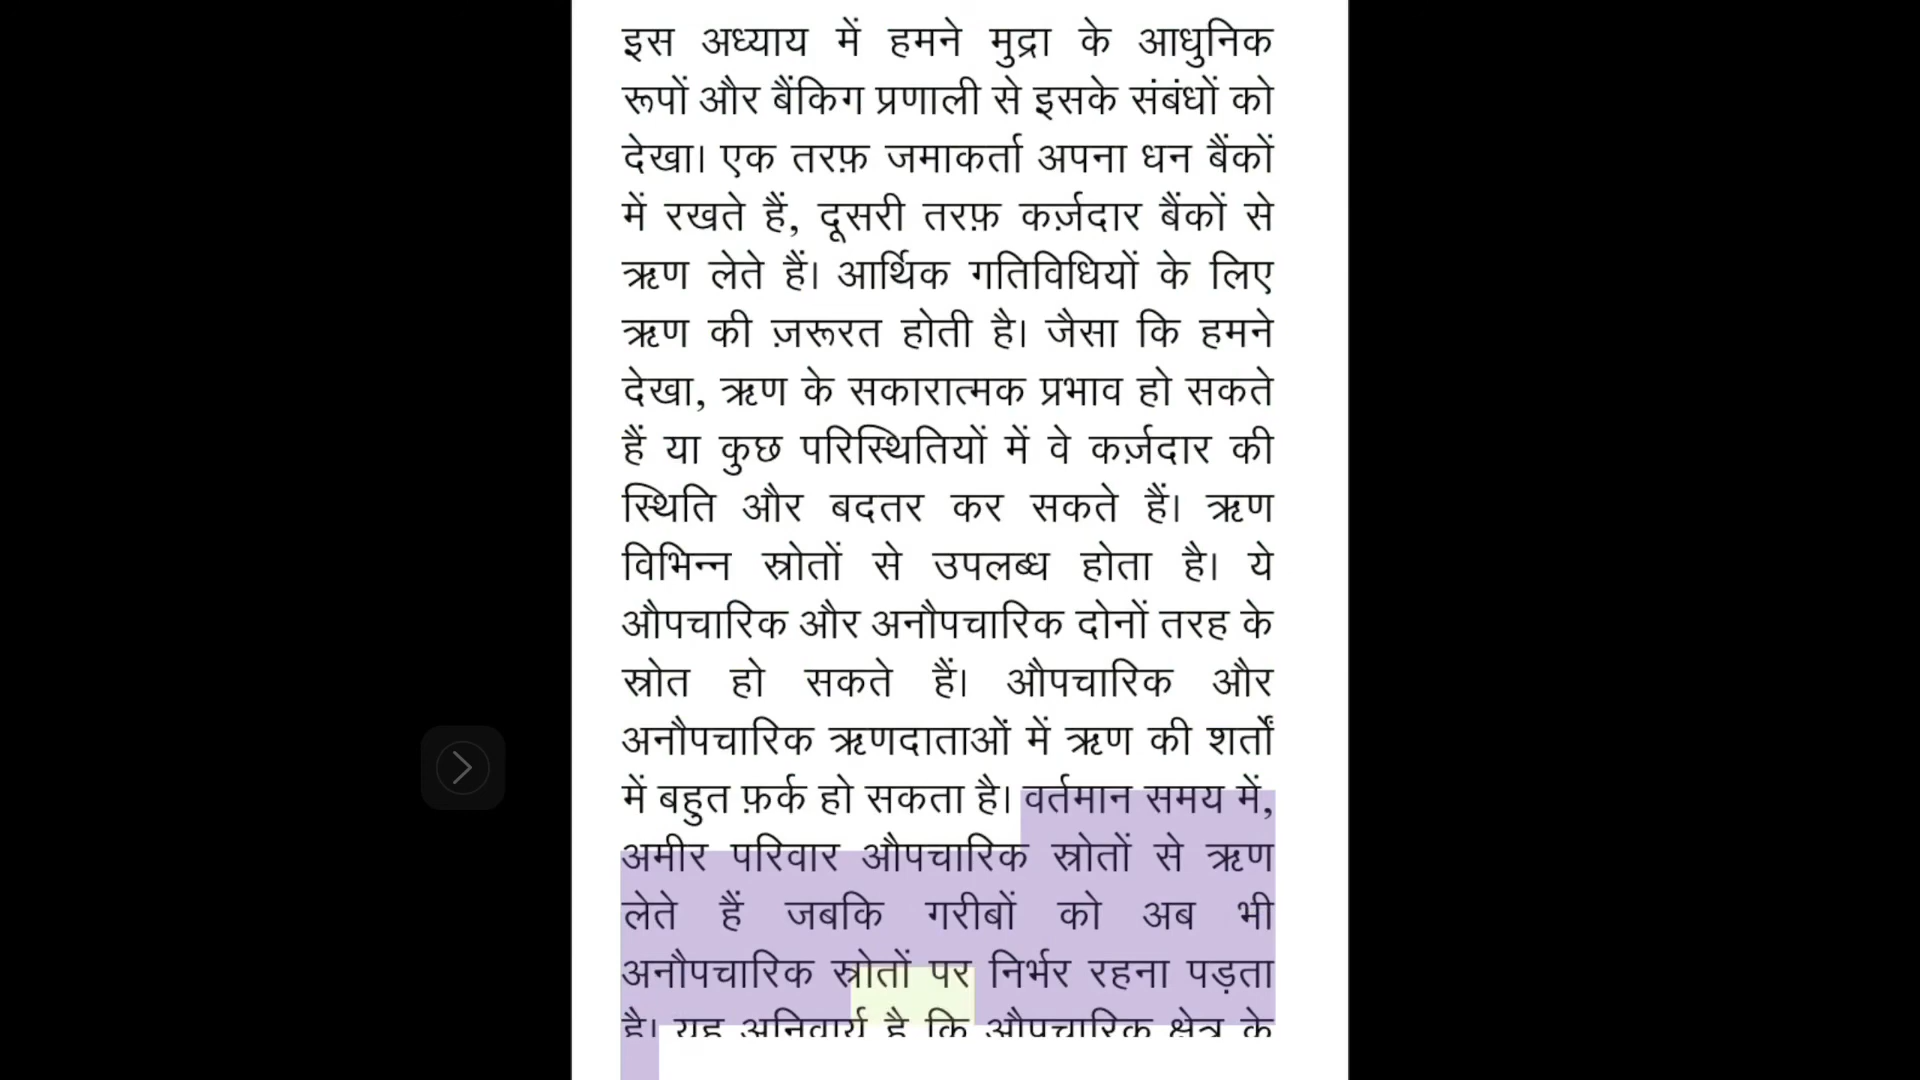 इस अध्याय में हमने मुद्रा के आधुनिक
रूपों और बैंकिग प्रणाली से इसके संबंधों को
देखा। एक तरफ़ जमाकर्ता अपना धन बैंकों
में रखते हैं, दूसरी तरफ़ कर्ज़दार बैंकों से
ऋण लेते हैं। आर्थिक गतिविधियों के लिए
ऋण की ज़रूरत होती है। जैसा कि हमने
देखा, ऋण के सकारात्मक प्रभाव हो सकते
हैं या कुछ परिस्थितियों में वे कर्ज़दार की
स्थिति और बदतर कर सकते हैं। ऋण
विभिन्न स्रोतों से उपलब्ध होता है। ये
औपचारिक और अनौपचारिक दोनों तरह के
स्रोत हो सकते हैं। औपचारिक और
अनौपचारिक ऋणदाताओं में ऋण की शर्तों
में बहुत फ़र्क हो सकता है। वर्तमान समय में,
अमीर परिवार औपचारिक स्रोतों से ऋण
लेते हैं जबकि गरीबों को अब भी
अनौपचारिक स्रोतों पर निर्भर रहना पड़ता
है। यह अनिवार्य है कि औपचारिक क्षेत्र के